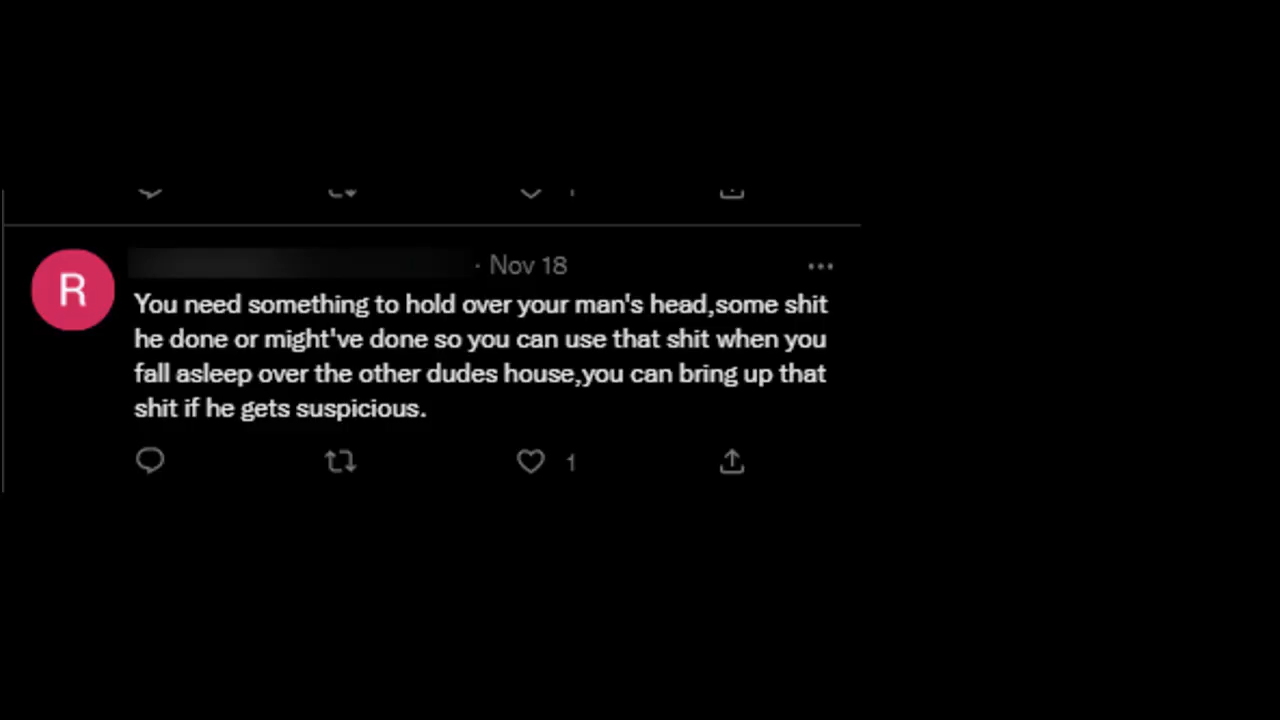 R
· Nov 18
You need something to hold over your man's head,some shit
he done or might've done so you can use that shit when you
fall asleep over the other dudes house,you can bring up that
shit if he gets suspicious.
1